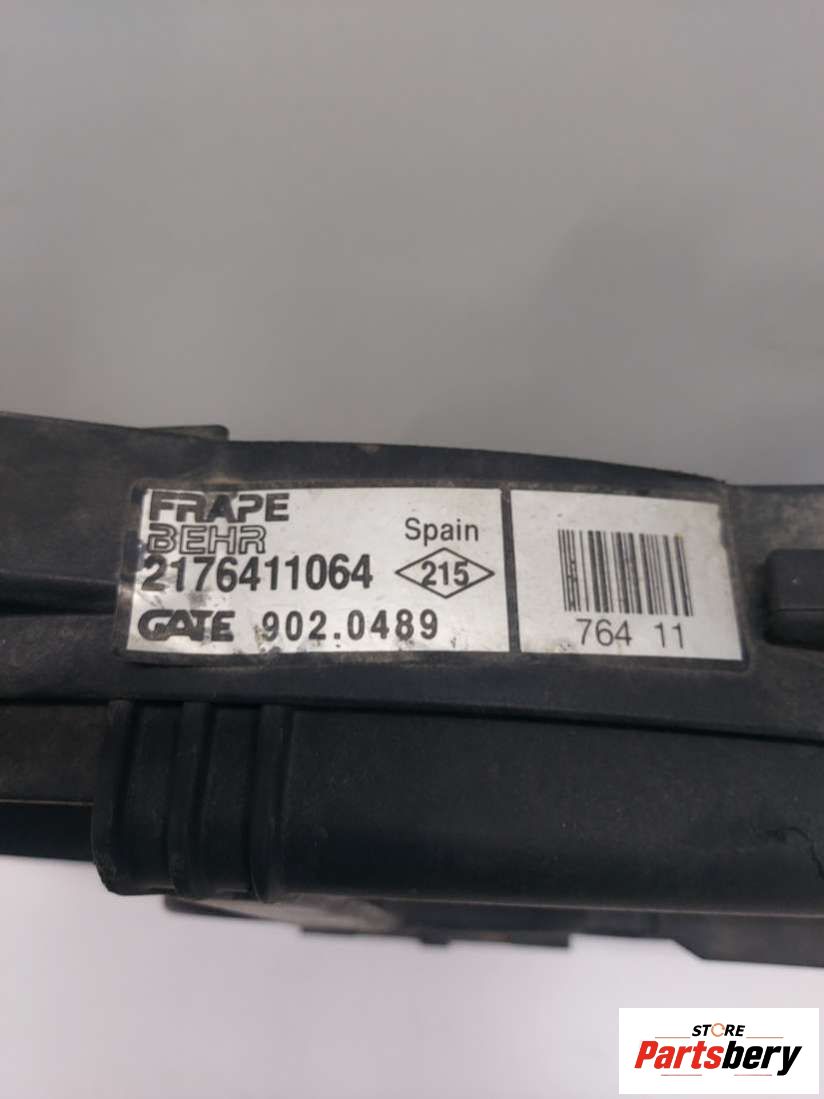 FRAPE
BEHR
Spain
2176411064
215
GATE 902.0489
764 11
STORE
Partsbery